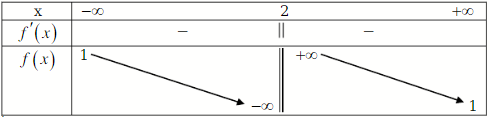 x −∞ 2 +∞
f'(x) − || −
f(x) 1 −∞ || +∞ 1